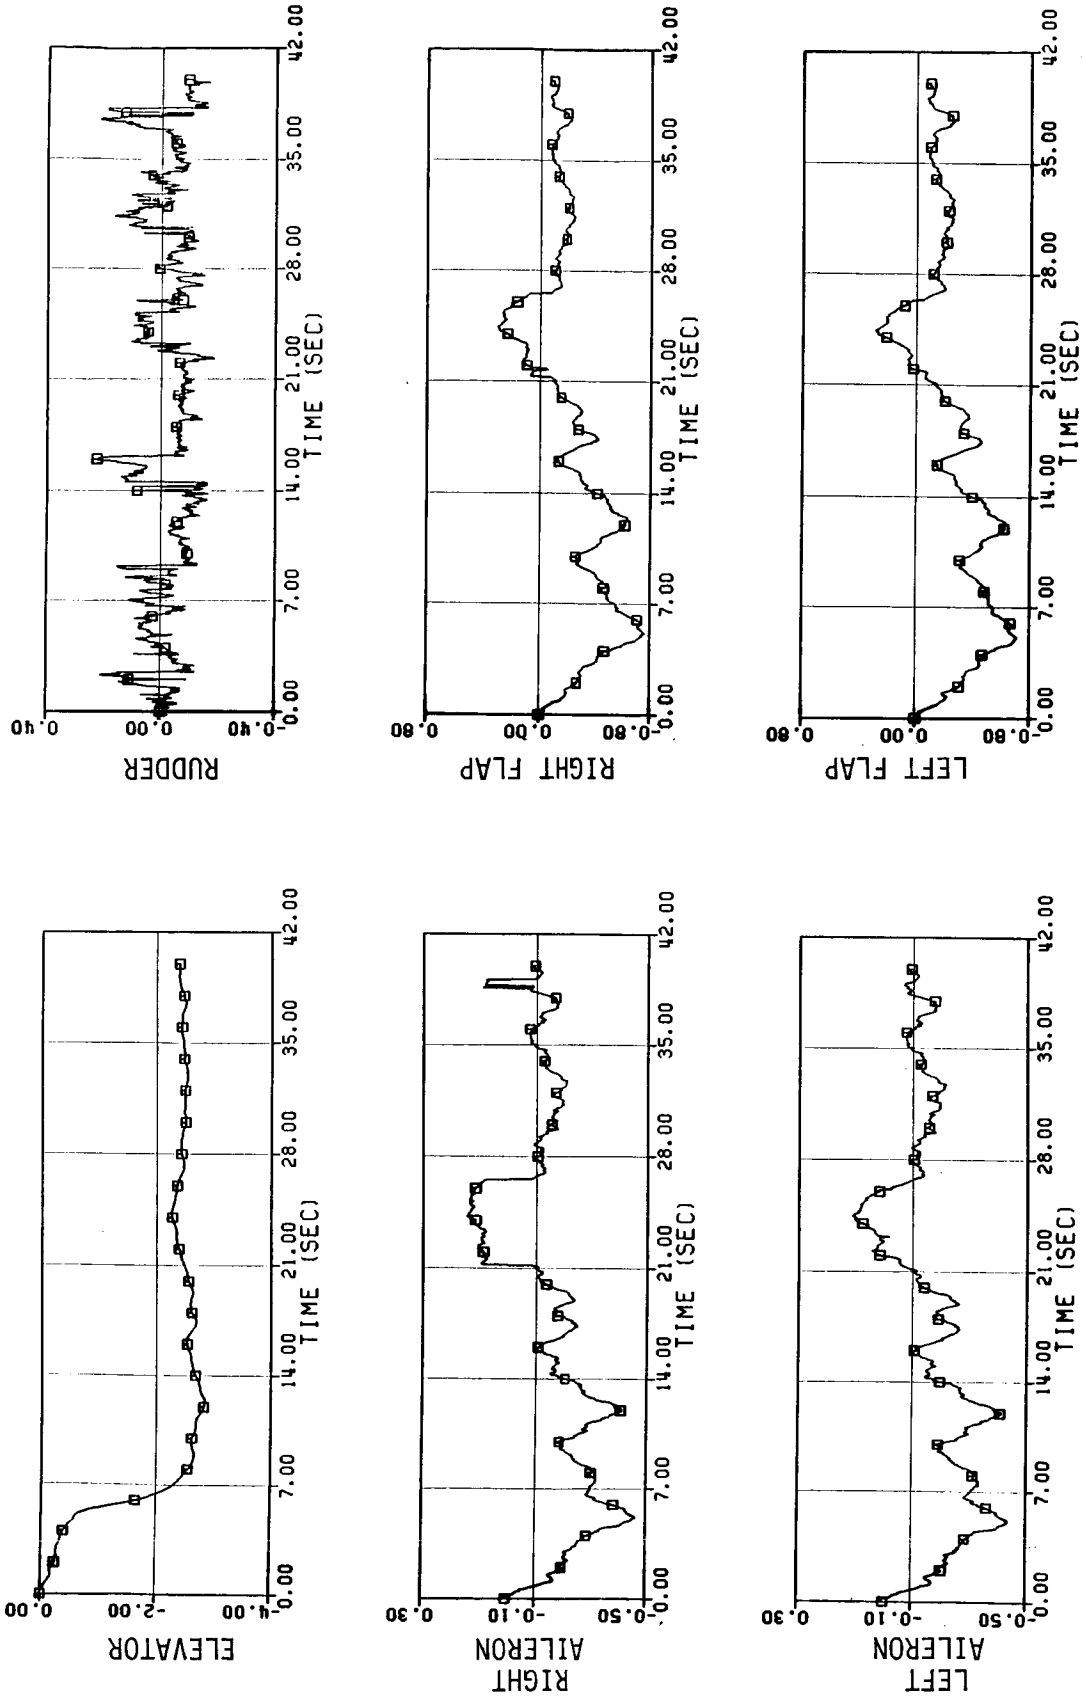 ELEVATOR
0.00
-2.00
-4.00
0.00 7.00 14.00 21.00 28.00 35.00 42.00
TIME (SEC)
RUDDER
0.40
0.00
-0.40
0.00 7.00 14.00 21.00 28.00 35.00 42.00
TIME (SEC)
RIGHT
AILERON
0.30
-0.10
-0.50
0.00 7.00 14.00 21.00 28.00 35.00 42.00
TIME (SEC)
RIGHT FLAP
0.80
0.00
-0.80
0.00 7.00 14.00 21.00 28.00 35.00 42.00
TIME (SEC)
LEFT
AILERON
0.30
-0.10
-0.50
0.00 7.00 14.00 21.00 28.00 35.00 42.00
TIME (SEC)
LEFT FLAP
0.80
0.00
-0.80
0.00 7.00 14.00 21.00 28.00 35.00 42.00
TIME (SEC)